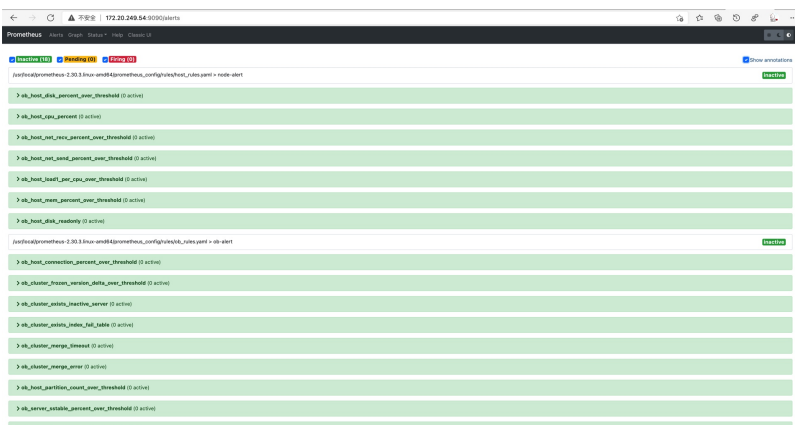 不安全 | 172.20.249.54:9090/alerts
Prometheus Alerts Graph Status Help Classic UI
Inactive (18) Pending (0) Firing (0) Show annotations
/usr/local/prometheus-2.30.3.linux-amd64/prometheus_config/rules/host_rules.yaml > node-alert Inactive
ob_host_disk_percent_over_threshold (0 active)
ob_host_cpu_percent (0 active)
ob_host_net_recv_percent_over_threshold (0 active)
ob_host_net_send_percent_over_threshold (0 active)
ob_host_load1_per_cpu_over_threshold (0 active)
ob_host_mem_percent_over_threshold (0 active)
ob_host_disk_readonly (0 active)
/usr/local/prometheus-2.30.3.linux-amd64/prometheus_config/rules/ob_rules.yaml > ob-alert Inactive
ob_host_connection_percent_over_threshold (0 active)
ob_cluster_frozen_version_delta_over_threshold (0 active)
ob_cluster_exists_inactive_server (0 active)
ob_cluster_exists_index_fail_table (0 active)
ob_cluster_merge_timeout (0 active)
ob_cluster_merge_error (0 active)
ob_host_partition_count_over_threshold (0 active)
ob_server_sstable_percent_over_threshold (0 active)